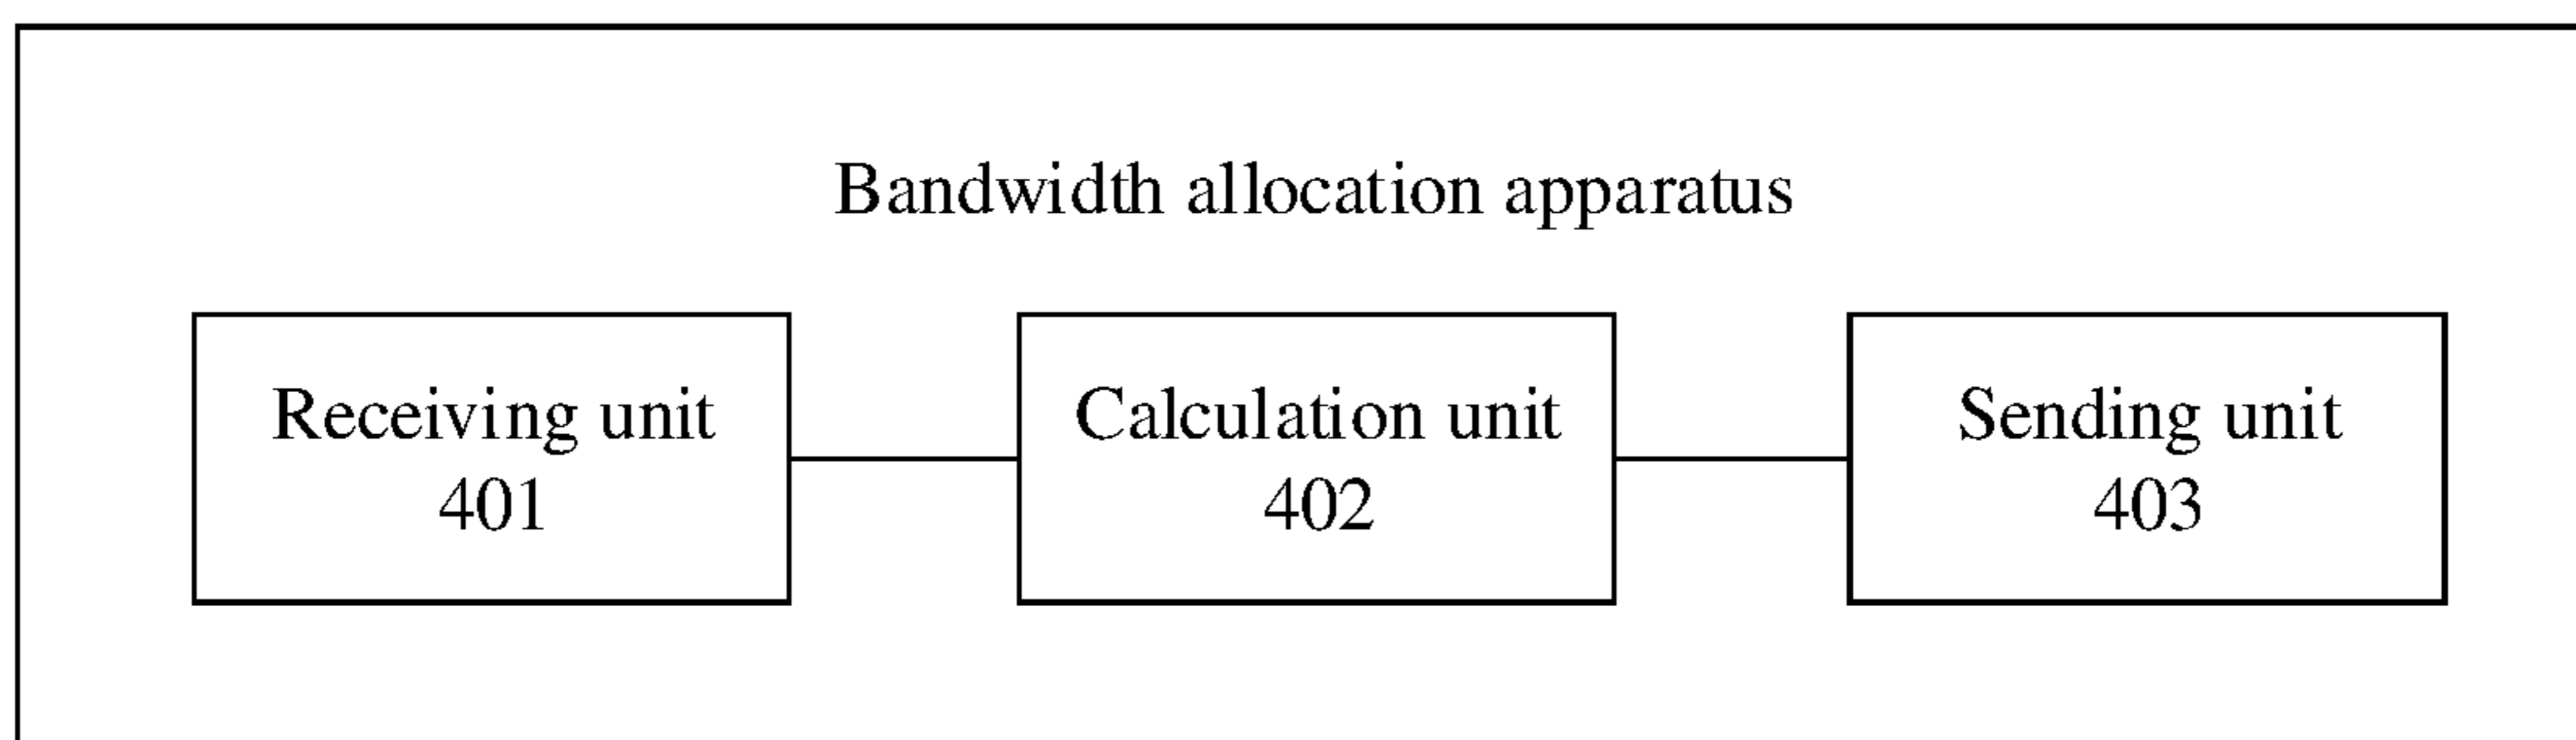 Bandwidth allocation apparatus
Receiving unit
401
Calculation unit
402
Sending unit
403